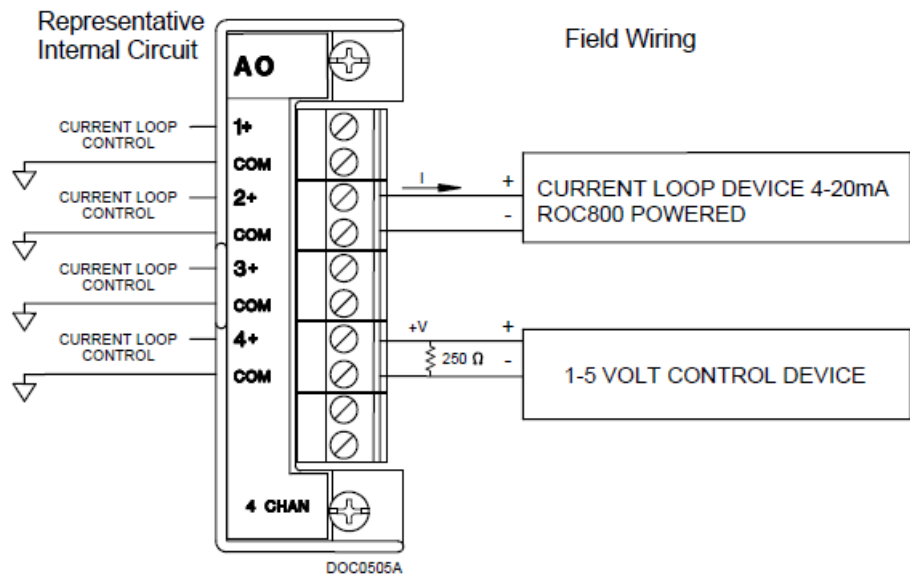 Representative
Internal Circuit
Field Wiring
AO
CURRENT LOOP
CONTROL
1+
COM
CURRENT LOOP
CONTROL
2+
COM
CURRENT LOOP
CONTROL
3+
COM
CURRENT LOOP
CONTROL
4+
COM
I
+
-
CURRENT LOOP DEVICE 4-20mA
ROC800 POWERED
+V
250 Ω
+
-
1-5 VOLT CONTROL DEVICE
4 CHAN
DOC0505A